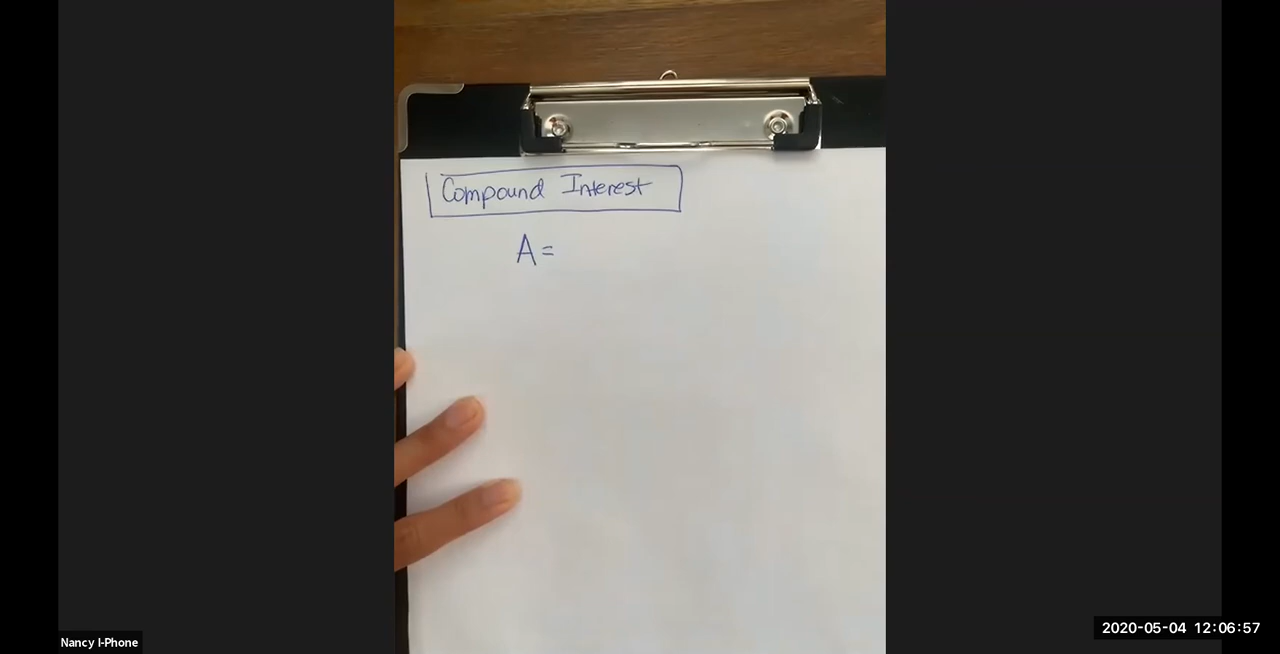 Compound Interest
A =
Nancy I-Phone
2020-05-04 12:06:57